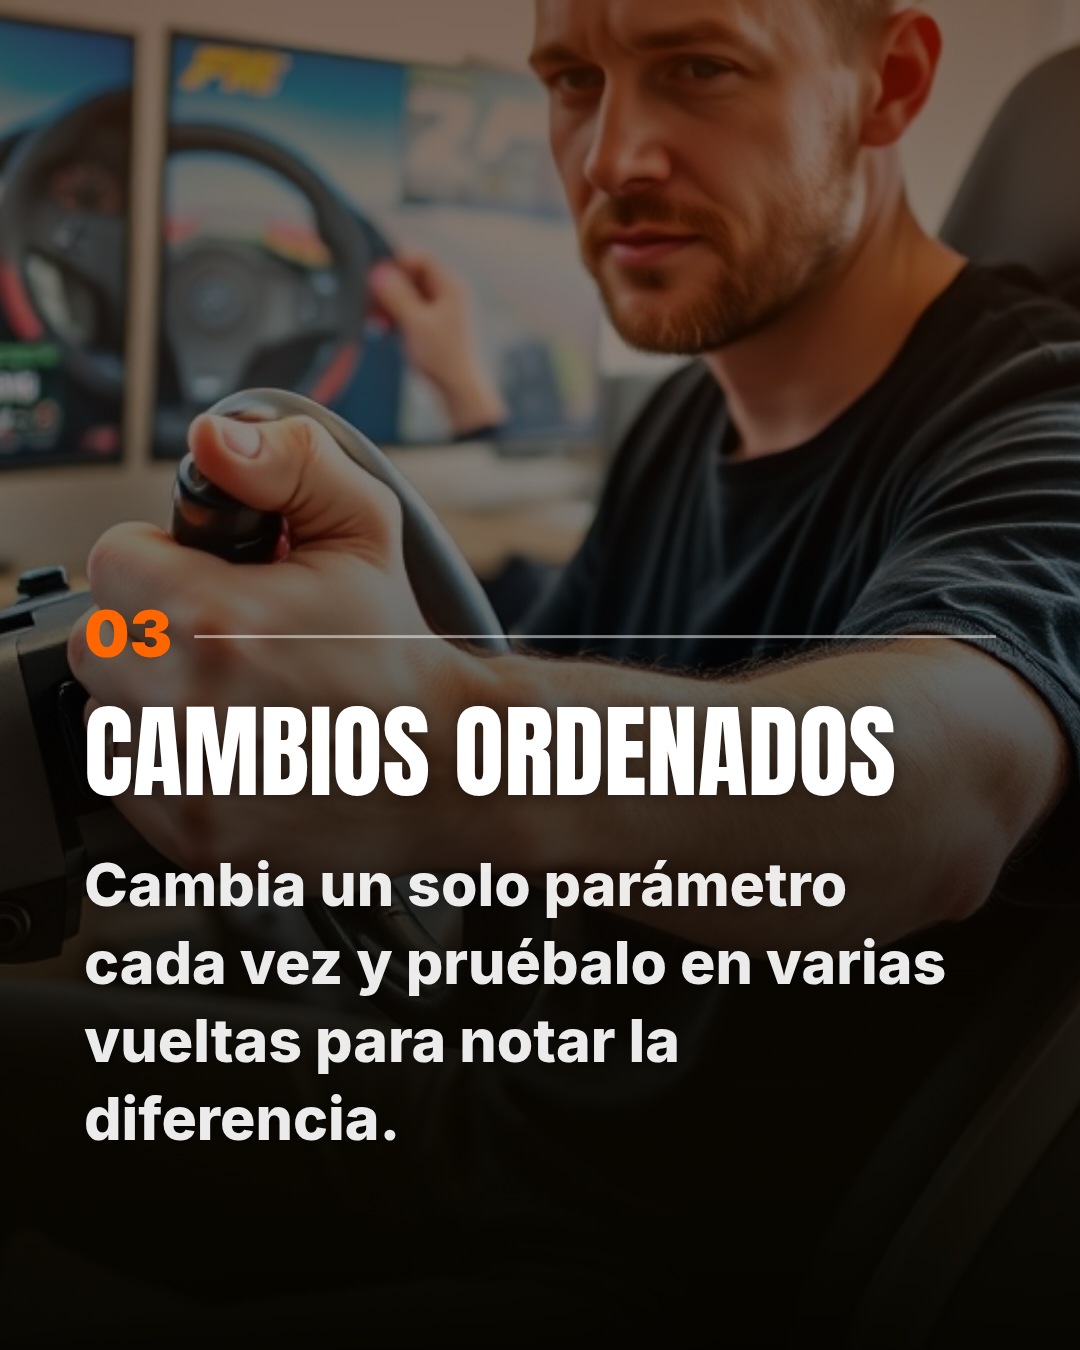 03
CAMBIOS ORDENADOS
Cambia un solo parámetro
cada vez y pruébalo en varias
vueltas para notar la
diferencia.